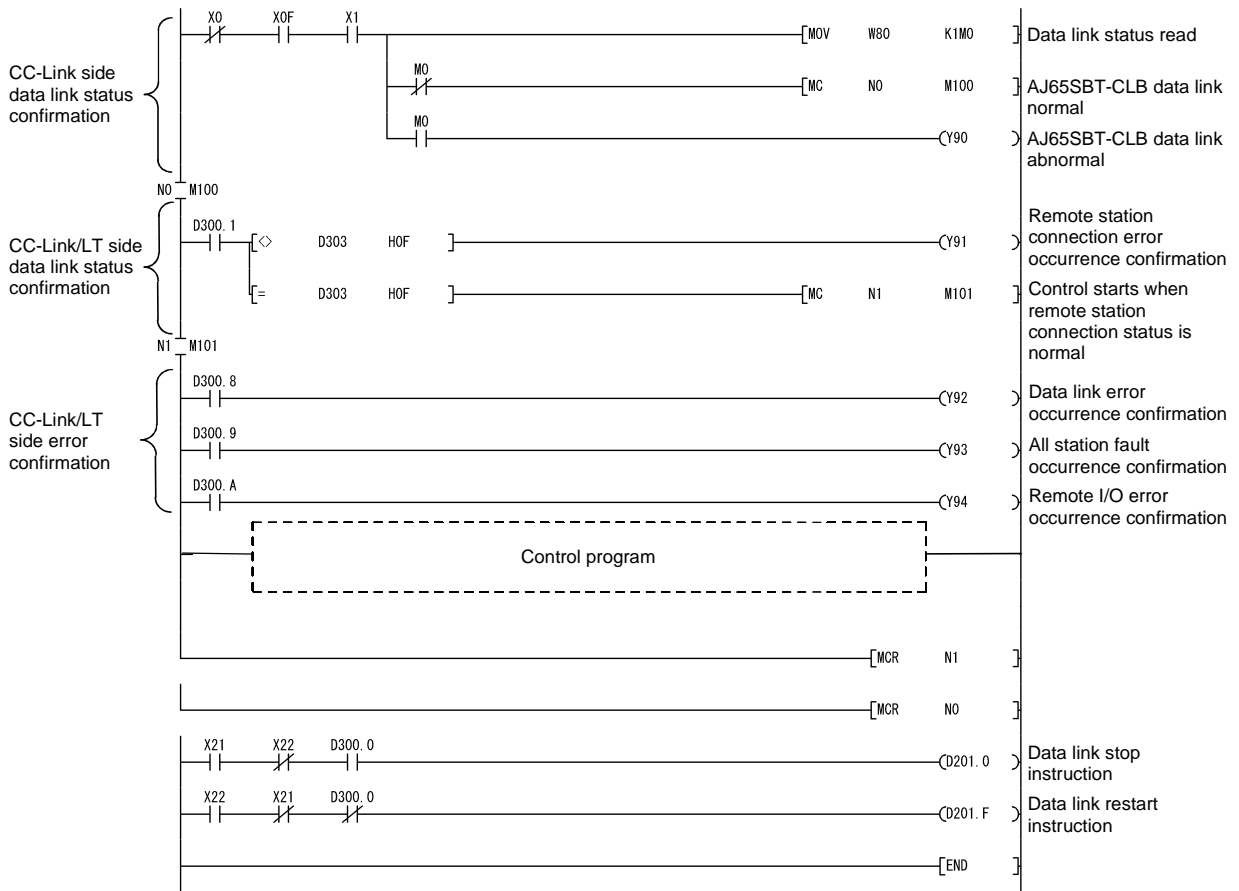 X0 X0F X1
MOV W80 K1M0 Data link status read
CC-Link side
data link status
confirmation
M0
MC N0 M100 AJ65SBT-CLB data link
normal
M0
Y90 AJ65SBT-CLB data link
abnormal
N0 M100
CC-Link/LT side
data link status
confirmation
D300.1
<> D303 H0F Y91
Remote station
connection error
occurrence confirmation
= D303 H0F MC N1 M101
Control starts when
remote station
connection status is
normal
N1 M101
CC-Link/LT
side error
confirmation
D300.8
Y92 Data link error
occurrence confirmation
D300.9
Y93 All station fault
occurrence confirmation
D300.A
Y94 Remote I/O error
occurrence confirmation
Control program
MCR N1
MCR N0
X21 X22 D300.0
D201.0 Data link stop
instruction
X22 X21 D300.0
D201.F Data link restart
instruction
END